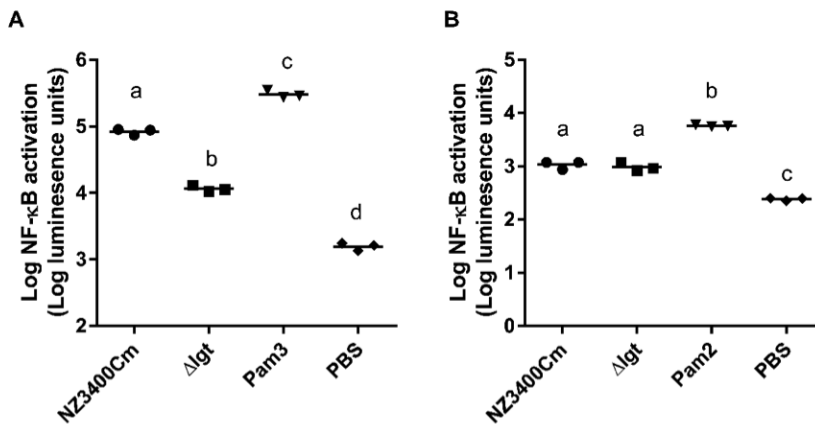 A
Log NF-κB activation
(Log luminesence units)
6
5
4
3
2
a
b
c
d
NZ3400Cm
Δlgt
Pam3
PBS
B
Log NF-κB activation
(Log luminesence units)
5
4
3
2
1
0
a
a
b
c
NZ3400Cm
Δlgt
Pam2
PBS